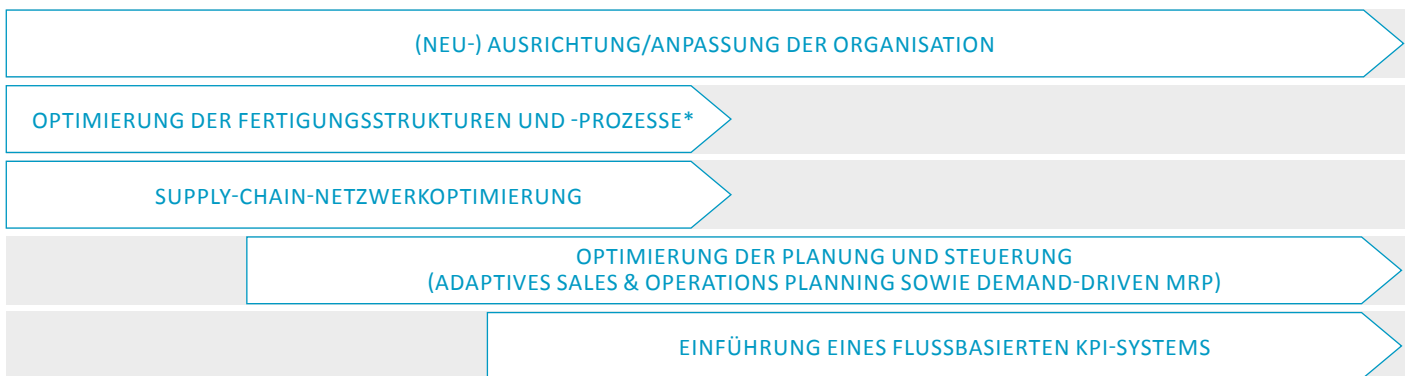 (NEU-) AUSRICHTUNG/ANPASSUNG DER ORGANISATION
OPTIMIERUNG DER FERTIGUNGSSTRUKTUREN UND -PROZESSE*
SUPPLY-CHAIN-NETZWERKOPTIMIERUNG
OPTIMIERUNG DER PLANUNG UND STEUERUNG
(ADAPTIVES SALES & OPERATIONS PLANNING SOWIE DEMAND-DRIVEN MRP)
EINFÜHRUNG EINES FLUSSBASIERTEN KPI-SYSTEMS